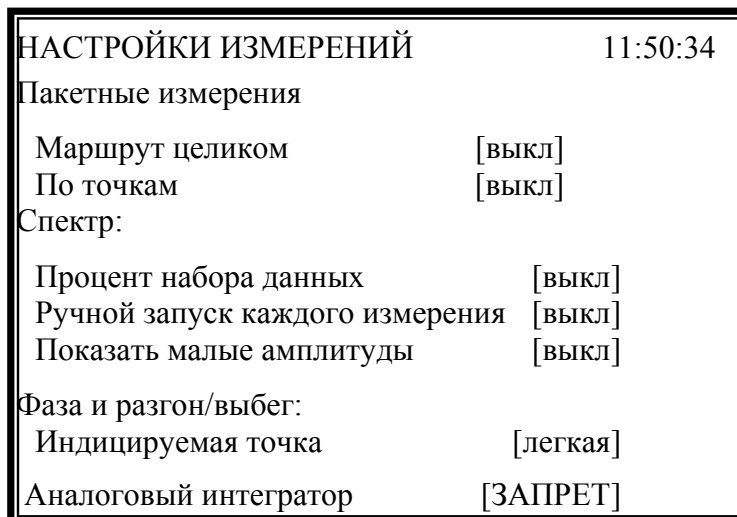 НАСТРОЙКИ ИЗМЕРЕНИЙ 11:50:34
Пакетные измерения
Маршрут целиком [выкл]
По точкам [выкл]
Спектр:
Процент набора данных [выкл]
Ручной запуск каждого измерения [выкл]
Показать малые амплитуды [выкл]
Фаза и разгон/выбег:
Индицируемая точка [легкая]
Аналоговый интегратор [ЗАПРЕТ]